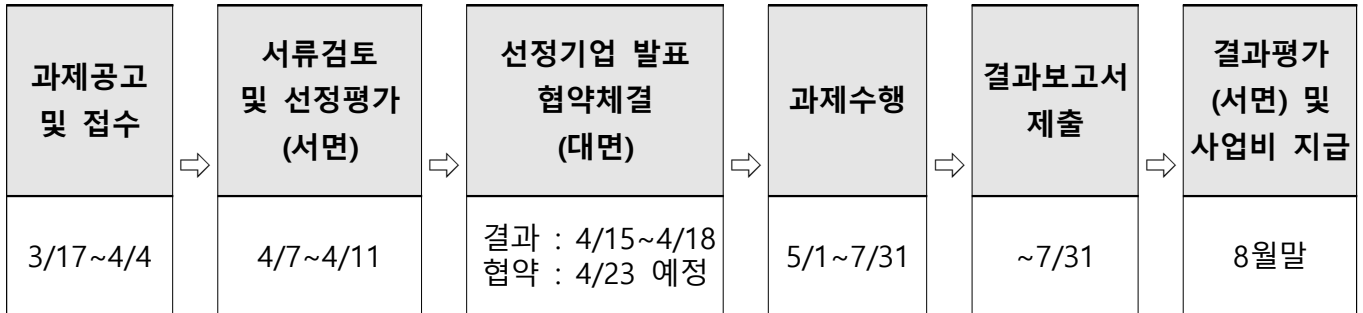 과제공고
및 접수
⇨
서류검토
및 선정평가
(서면)
⇨
선정기업 발표
협약체결
(대면)
⇨
과제수행
⇨
결과보고서
제출
⇨
결과평가
(서면) 및
사업비 지급
3/17~4/4
4/7~4/11
결과 : 4/15~4/18
협약 : 4/23 예정
5/1~7/31
~7/31
8월말